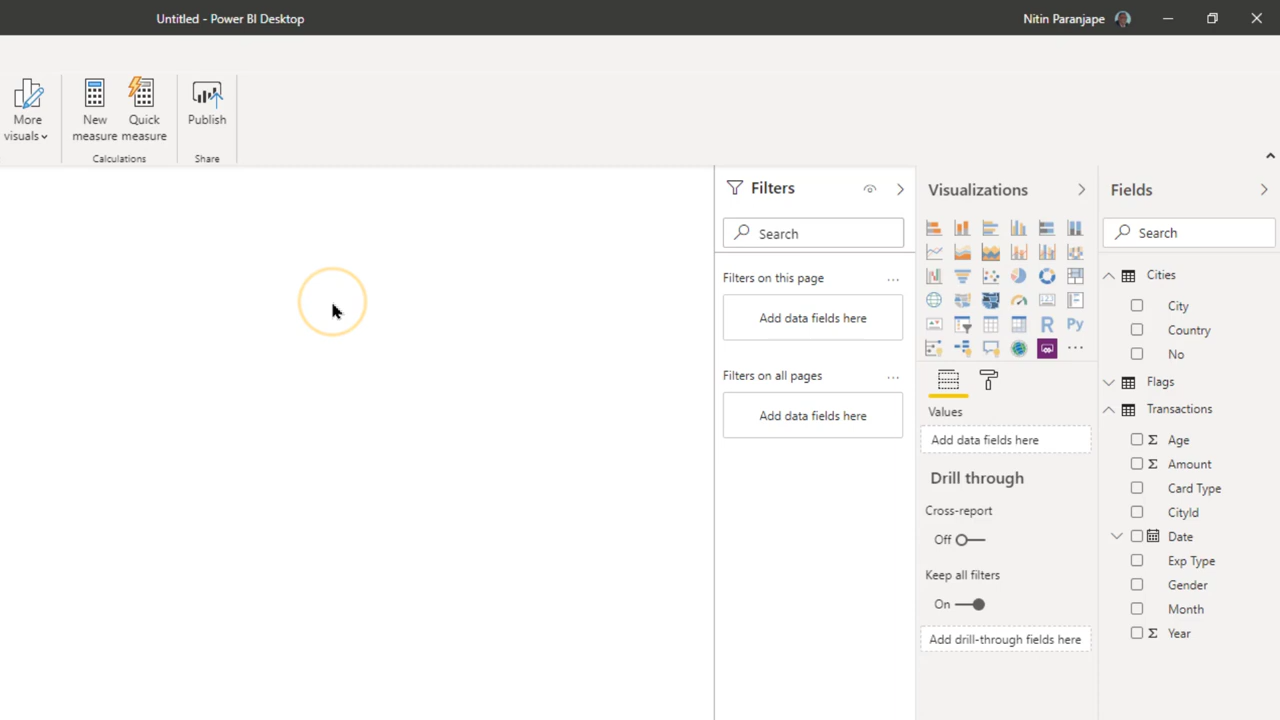 Untitled - Power BI Desktop
Nitin Paranjape
More
visuals
New
measure
Quick
measure
Publish
Calculations
Share
Filters
Search
Filters on this page
...
Add data fields here
Filters on all pages
...
Add data fields here
Visualizations
R
Py
...
Values
Add data fields here
Drill through
Cross-report
Off
Keep all filters
On
Add drill-through fields here
Fields
Search
Cities
City
Country
No
Flags
Transactions
Σ Age
Σ Amount
Card Type
CityId
Date
Exp Type
Gender
Month
Σ Year